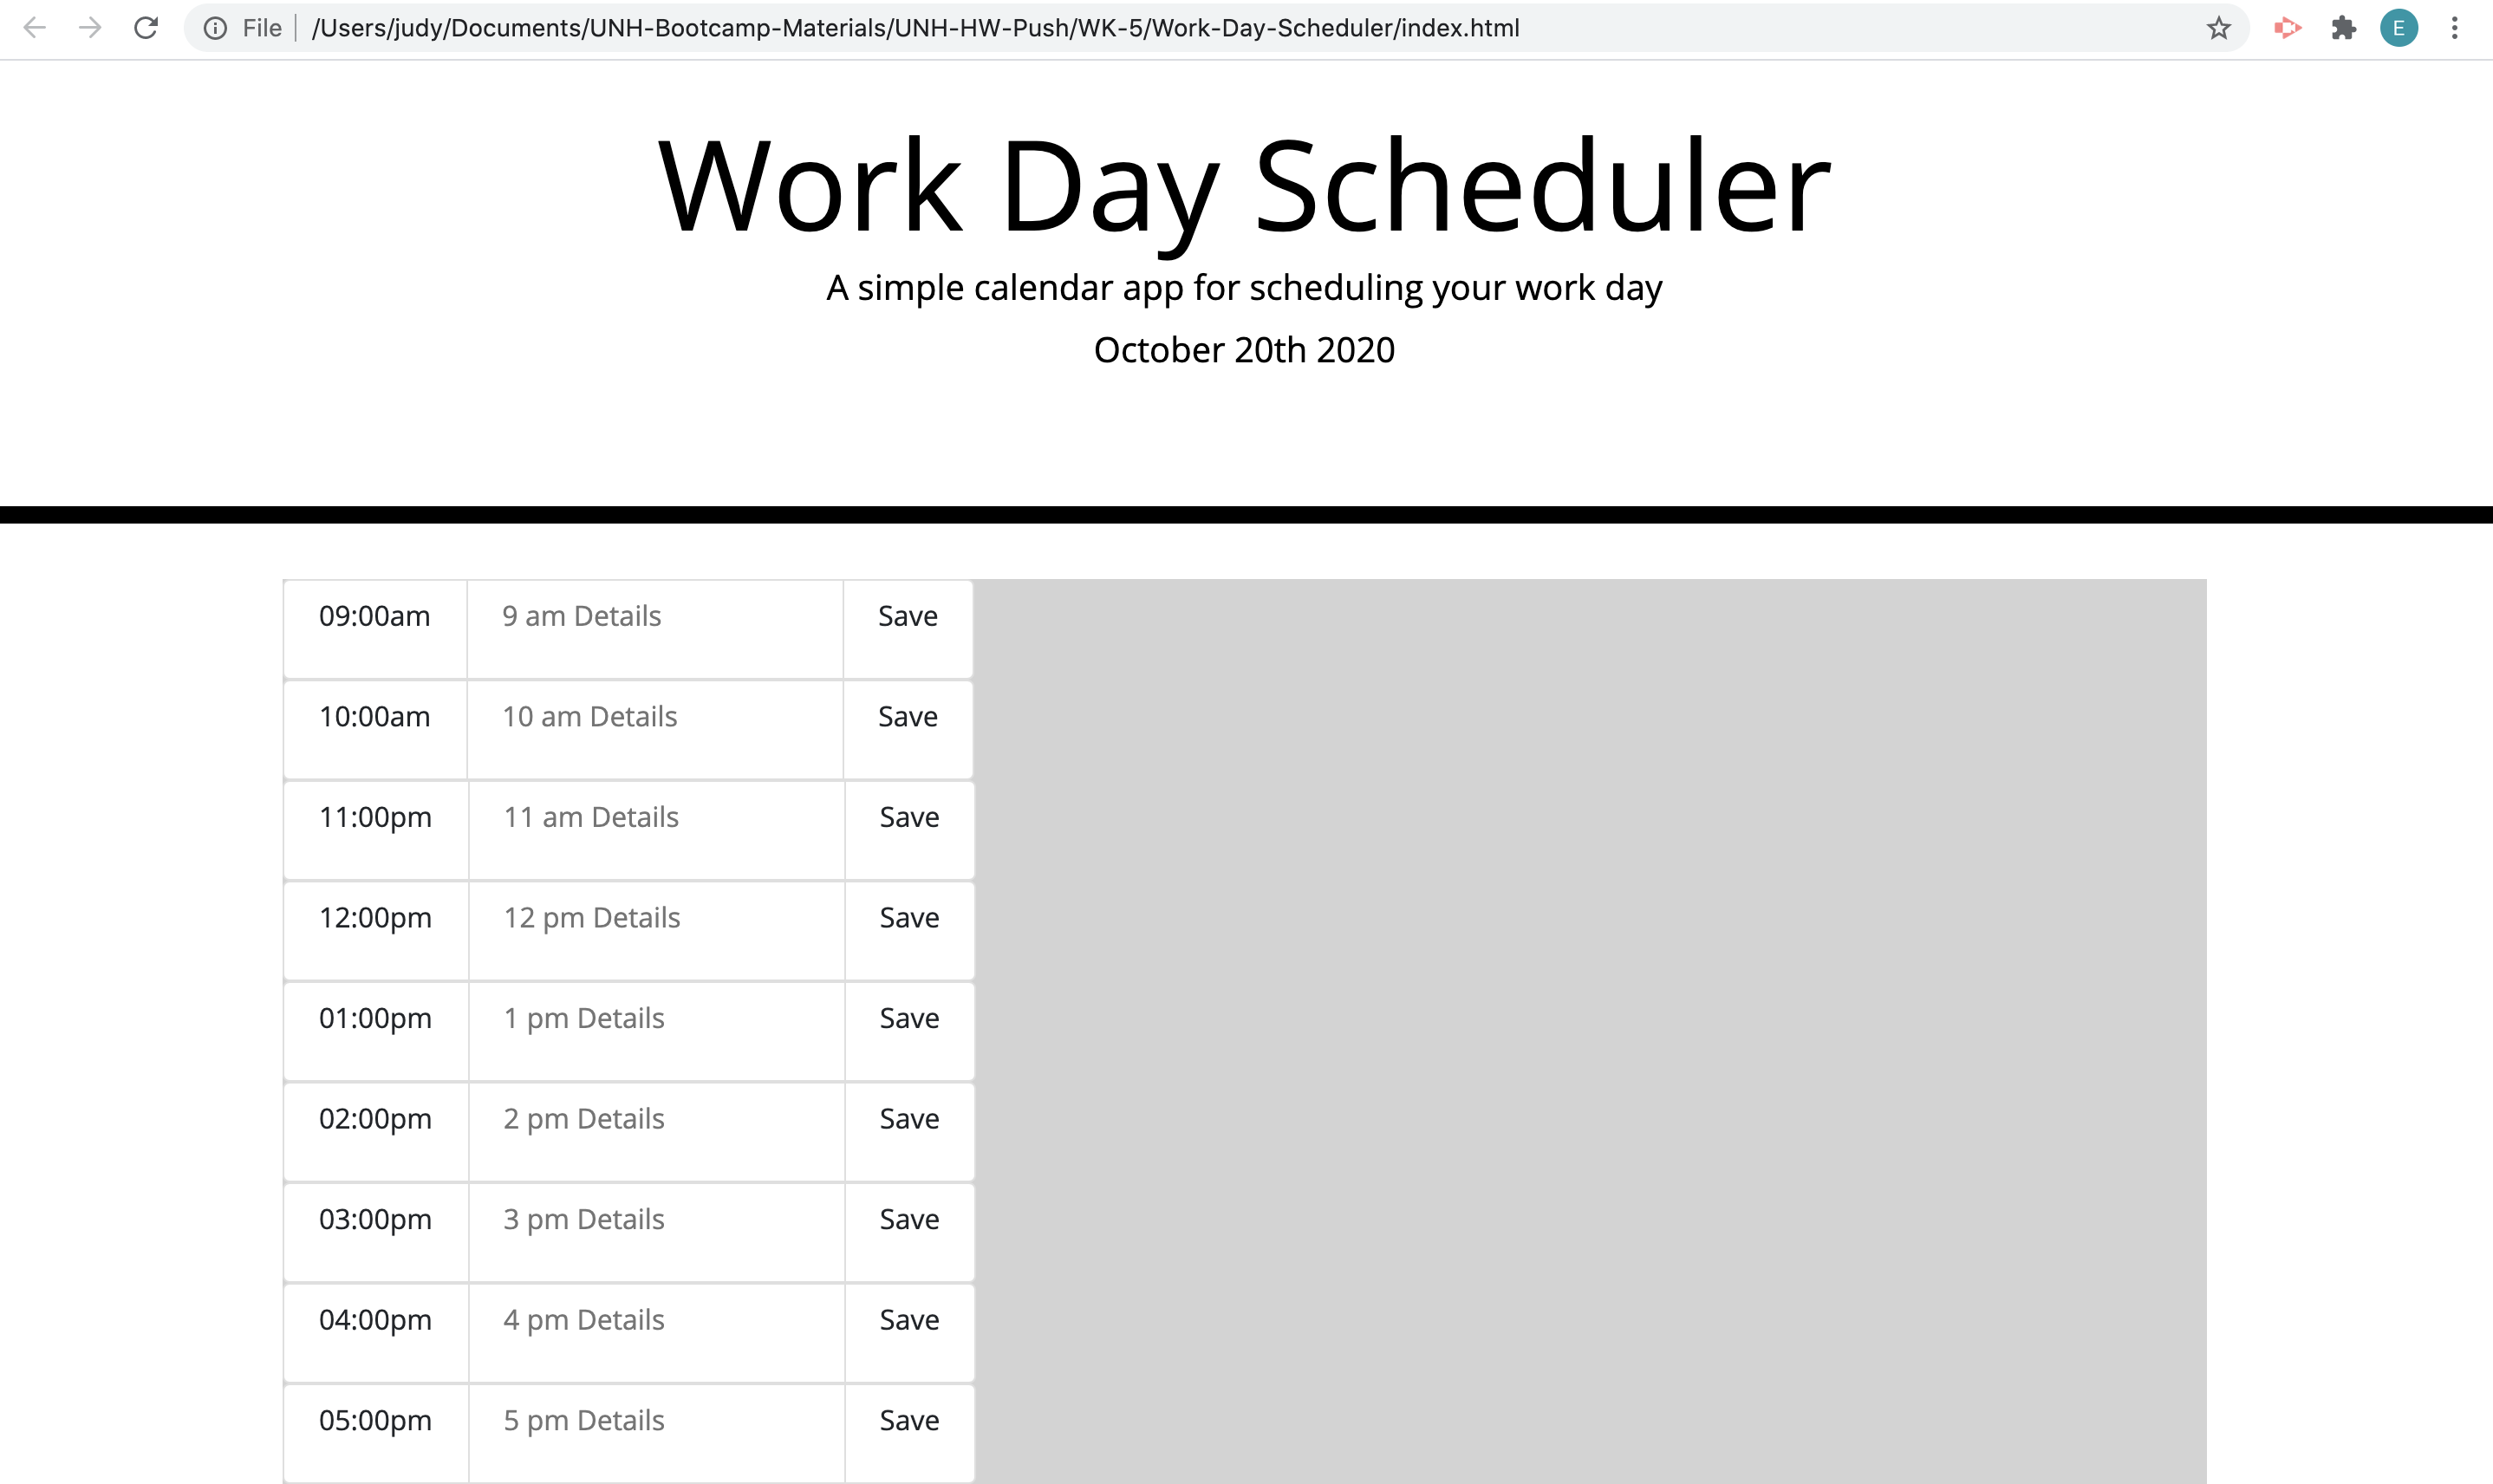 File /Users/judy/Documents/UNH-Bootcamp-Materials/UNH-HW-Push/WK-5/Work-Day-Scheduler/index.html E
Work Day Scheduler
A simple calendar app for scheduling your work day
October 20th 2020
09:00am 9 am Details Save
10:00am 10 am Details Save
11:00pm 11 am Details Save
12:00pm 12 pm Details Save
01:00pm 1 pm Details Save
02:00pm 2 pm Details Save
03:00pm 3 pm Details Save
04:00pm 4 pm Details Save
05:00pm 5 pm Details Save